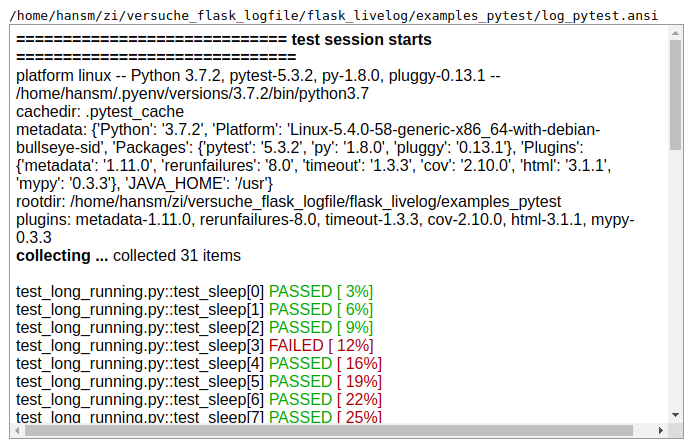 /home/hansm/zi/versuche_flask_logfile/flask_livelog/examples_pytest/log_pytest.ansi
============================= test session starts
==============================
platform linux -- Python 3.7.2, pytest-5.3.2, py-1.8.0, pluggy-0.13.1 --
/home/hansm/.pyenv/versions/3.7.2/bin/python3.7
cachedir: .pytest_cache
metadata: {'Python': '3.7.2', 'Platform': 'Linux-5.4.0-58-generic-x86_64-with-debian-
bullseye-sid', 'Packages': {'pytest': '5.3.2', 'py': '1.8.0', 'pluggy': '0.13.1'}, 'Plugins':
{'metadata': '1.11.0', 'rerunfailures': '8.0', 'timeout': '1.3.3', 'cov': '2.10.0', 'html': '3.1.1',
'mypy': '0.3.3'}, 'JAVA_HOME': '/usr'}
rootdir: /home/hansm/zi/versuche_flask_logfile/flask_livelog/examples_pytest
plugins: metadata-1.11.0, rerunfailures-8.0, timeout-1.3.3, cov-2.10.0, html-3.1.1, mypy-
0.3.3
collecting ... collected 31 items
test_long_running.py::test_sleep[0] PASSED [ 3%]
test_long_running.py::test_sleep[1] PASSED [ 6%]
test_long_running.py::test_sleep[2] PASSED [ 9%]
test_long_running.py::test_sleep[3] FAILED [ 12%]
test_long_running.py::test_sleep[4] PASSED [ 16%]
test_long_running.py::test_sleep[5] PASSED [ 19%]
test_long_running.py::test_sleep[6] PASSED [ 22%]
test_long_running.py::test_sleep[7] PASSED [ 25%]